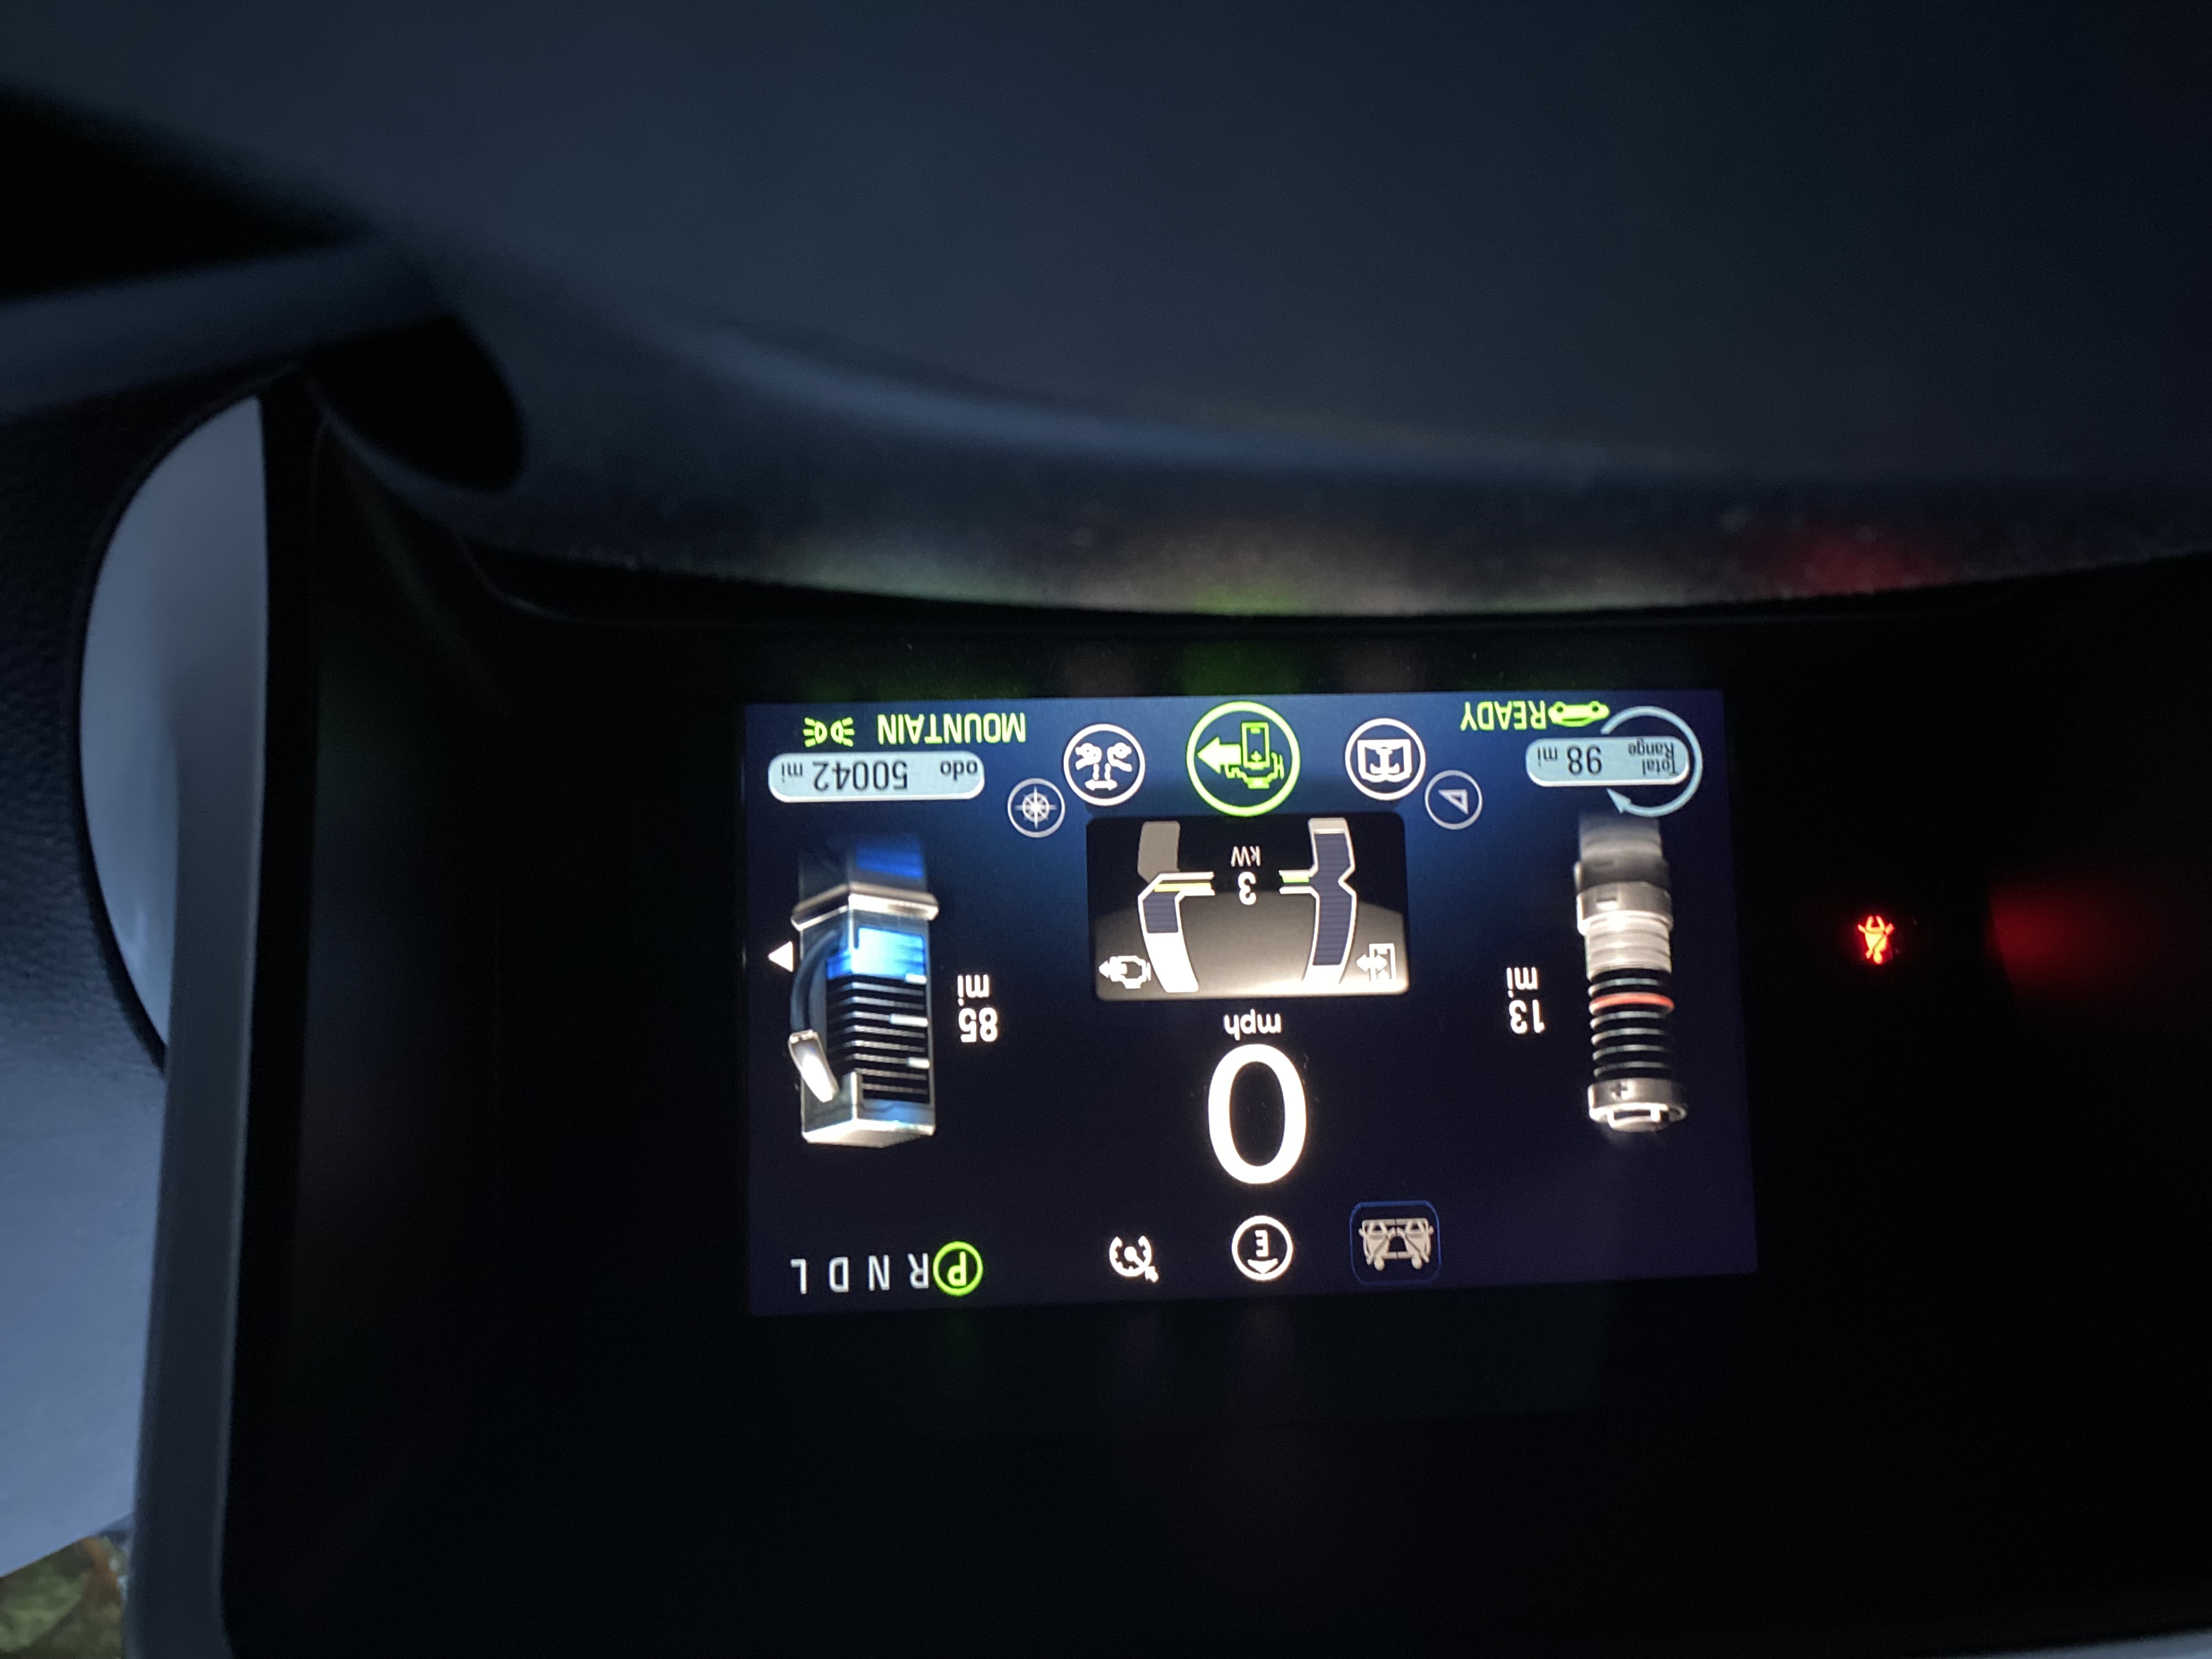 E
P R N D L
0
mph
13
mi
85
mi
3
kW
Total
Range 98 mi
odo 50042 mi
READY
MOUNTAIN